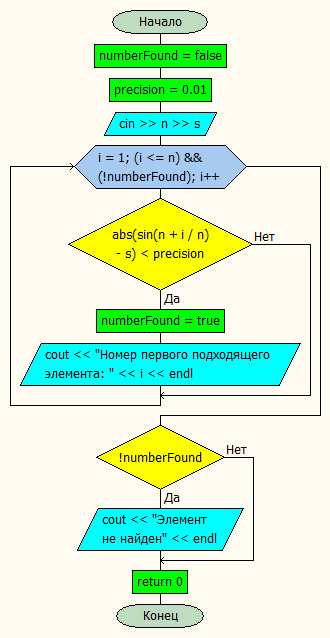 Начало
numberFound = false
precision = 0.01
cin >> n >> s
i = 1; (i <= n) &&
(!numberFound); i++
abs(sin(n + i / n)
- s) < precision
Нет
Да
numberFound = true
cout << "Номер первого подходящего
элемента: " << i << endl
!numberFound
Нет
Да
cout << "Элемент
не найден" << endl
return 0
Конец